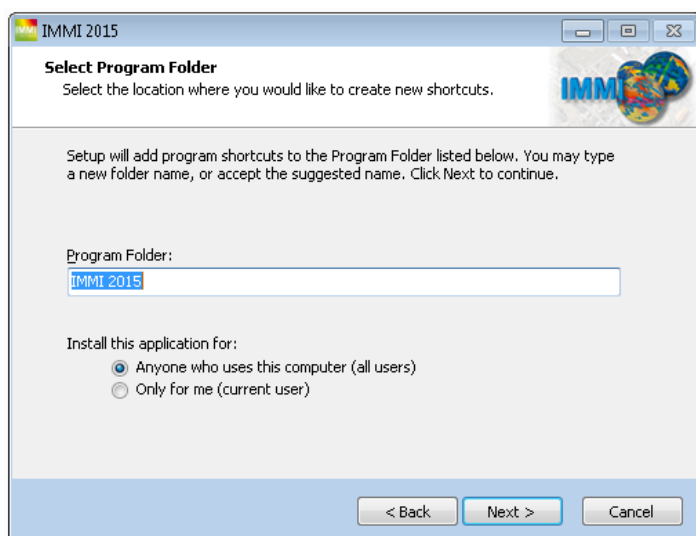 IMMI 2015
Select Program Folder
Select the location where you would like to create new shortcuts.
IMMI
Setup will add program shortcuts to the Program Folder listed below. You may type
a new folder name, or accept the suggested name. Click Next to continue.
Program Folder:
IMMI 2015
Install this application for:
Anyone who uses this computer (all users)
Only for me (current user)
< Back Next > Cancel